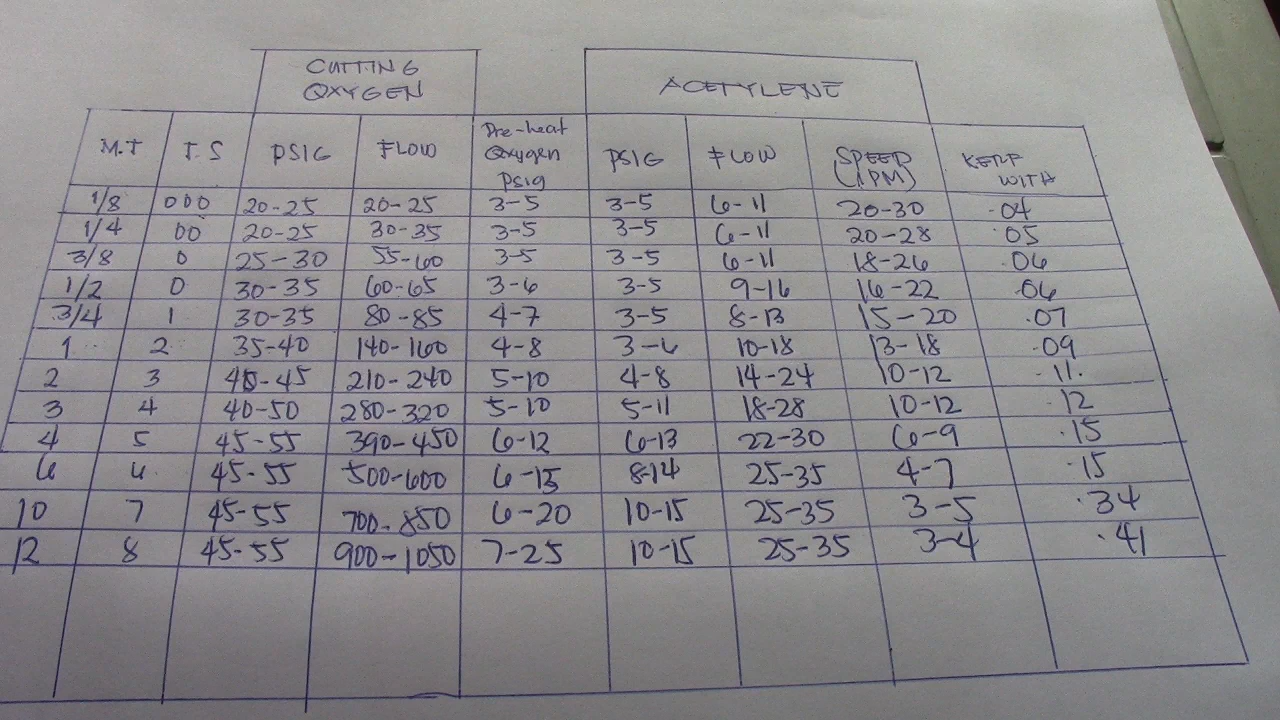 CUTTING OXYGEN ACETYLENE
M.T T.S PSIG FLOW Pre-heat Oxygen psig PSIG FLOW SPEED (IPM) KERF WITH
1/8 000 20-25 20-25 3-5 3-5 6-11 20-30 .04
1/4 00 20-25 30-35 3-5 3-5 6-11 20-28 .05
3/8 0 25-30 55-60 3-5 3-5 6-11 18-26 .06
1/2 0 30-35 60-65 3-6 3-5 9-16 16-22 .06
3/4 1 30-35 80-85 4-7 3-5 8-13 15-20 .07
1 2 35-40 140-160 4-8 3-6 10-18 13-18 .09
2 3 40-45 210-240 5-10 4-8 14-24 10-12 .11
3 4 40-50 280-320 5-10 5-11 18-28 10-12 .12
4 5 45-55 390-450 6-12 6-13 22-30 6-9 .15
6 6 45-55 500-600 6-15 8-14 25-35 4-7 .15
10 7 45-55 700-850 6-20 10-15 25-35 3-5 .34
12 8 45-55 900-1050 7-25 10-15 25-35 3-4 .41